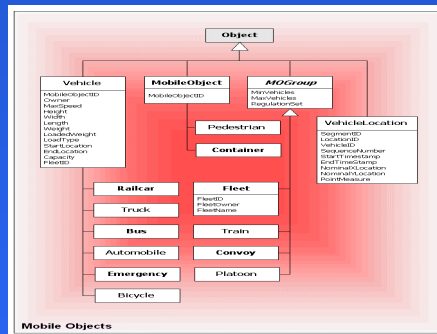 Object
Vehicle
MobileObjectID
Owner
MaxSpeed
Height
Width
Length
Weight
LoadedWeight
LoadType
StartLocation
EndLocation
Capacity
FleetID
MobileObject
MobileObjectID
MOGroup
MinVehicles
MaxVehicles
RegulationSet
VehicleLocation
SegmentID
LocationID
VehicleID
SequenceNumber
StartTimestamp
EndTimeStamp
NominalXLocation
NominalYLocation
PointMeasure
Pedestrian
Container
Railcar
Truck
Bus
Automobile
Emergency
Bicycle
Fleet
FleetID
FleetOwner
FleetName
Train
Convoy
Platoon
Mobile Objects